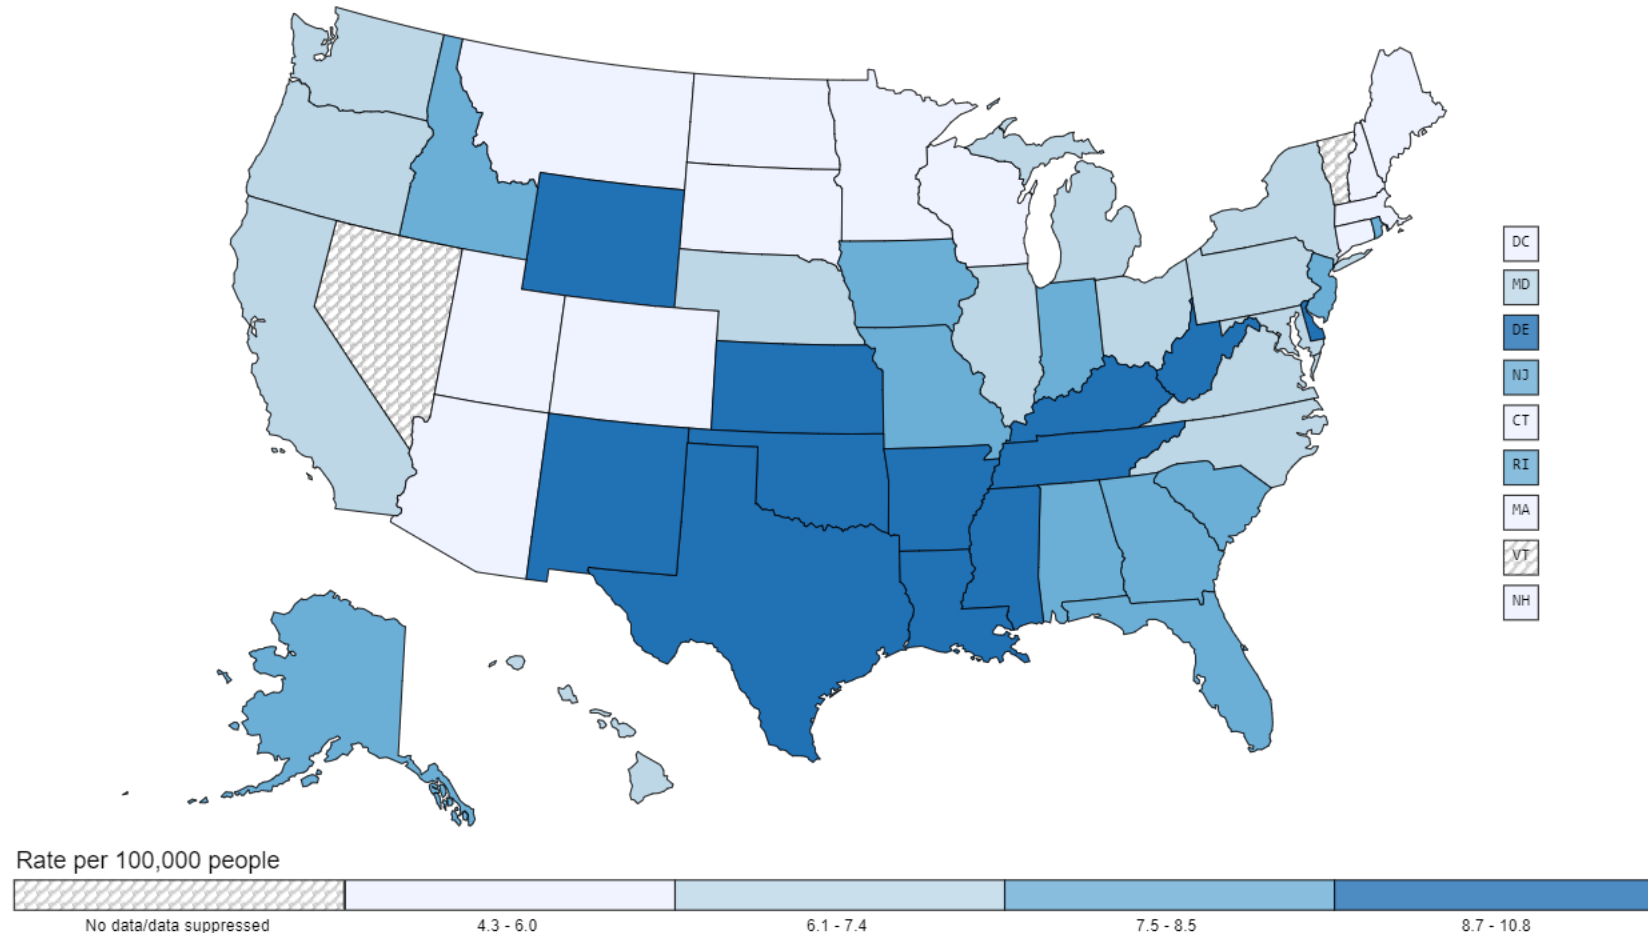 DC
MD
DE
NJ
CT
RI
MA
VT
NH
Rate per 100,000 people
No data/data suppressed
4.3 - 6.0
6.1 - 7.4
7.5 - 8.5
8.7 - 10.8